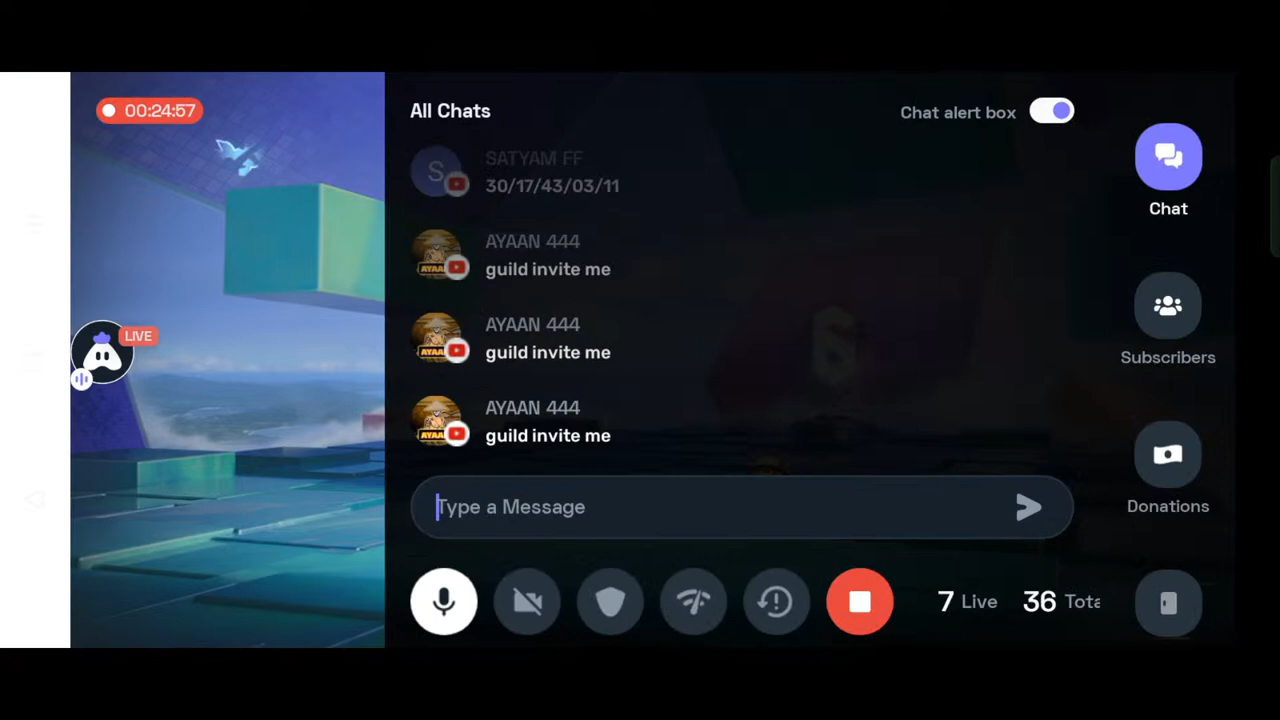 00:24:57
All Chats
Chat alert box
S
SATYAM FF
30/17/43/03/11
Chat
AYAAN 444
guild invite me
AYAAN 444
guild invite me
LIVE
Subscribers
AYAAN 444
guild invite me
Type a Message
Donations
7 Live
36 Tota